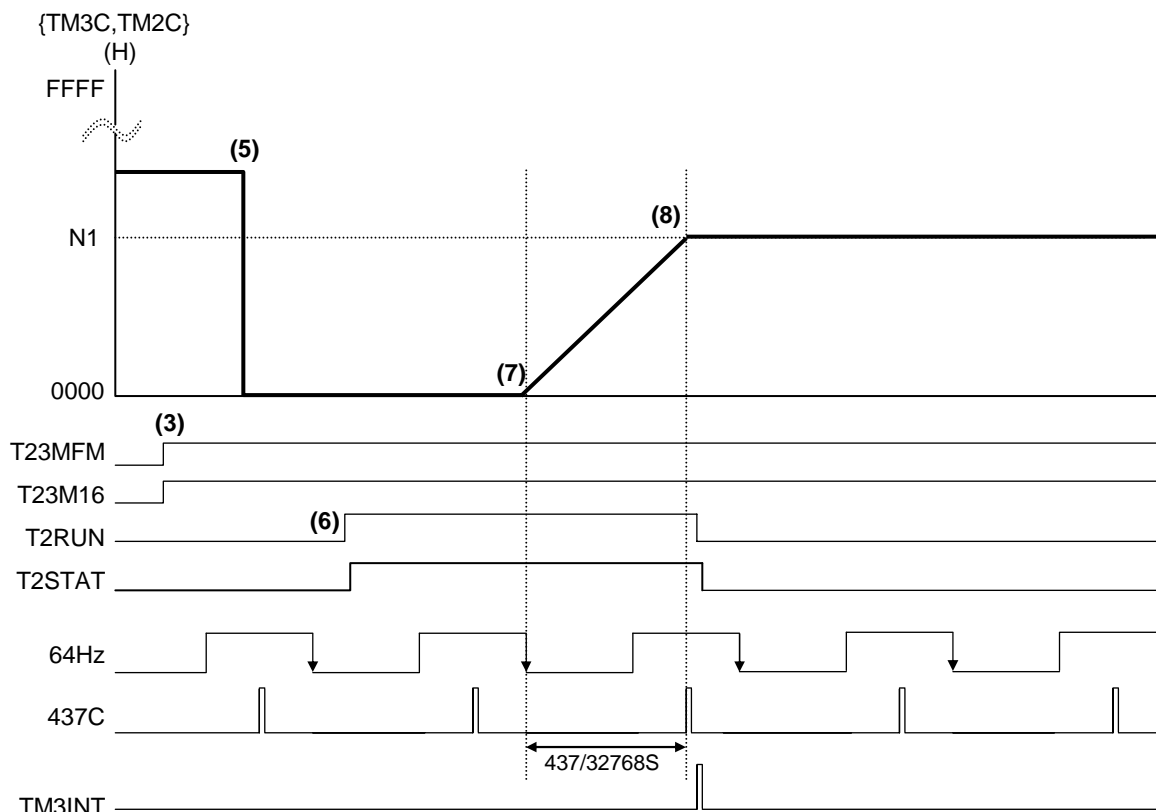 {TM3C,TM2C}
(H)
FFFF
(5)
(8)
N1
(7)
0000
(3)
T23MFM
T23M16
(6)
T2RUN
T2STAT
64Hz
437C
437/32768S
TM3INT